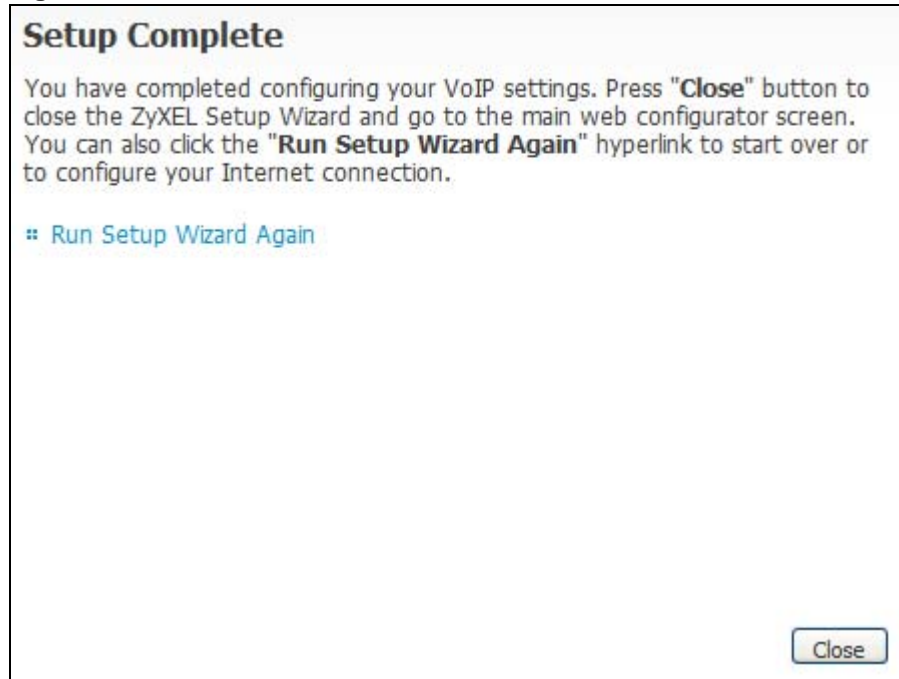 Setup Complete
You have completed configuring your VoIP settings. Press "Close" button to
close the ZyXEL Setup Wizard and go to the main web configurator screen.
You can also click the "Run Setup Wizard Again" hyperlink to start over or
to configure your Internet connection.
Run Setup Wizard Again
Close